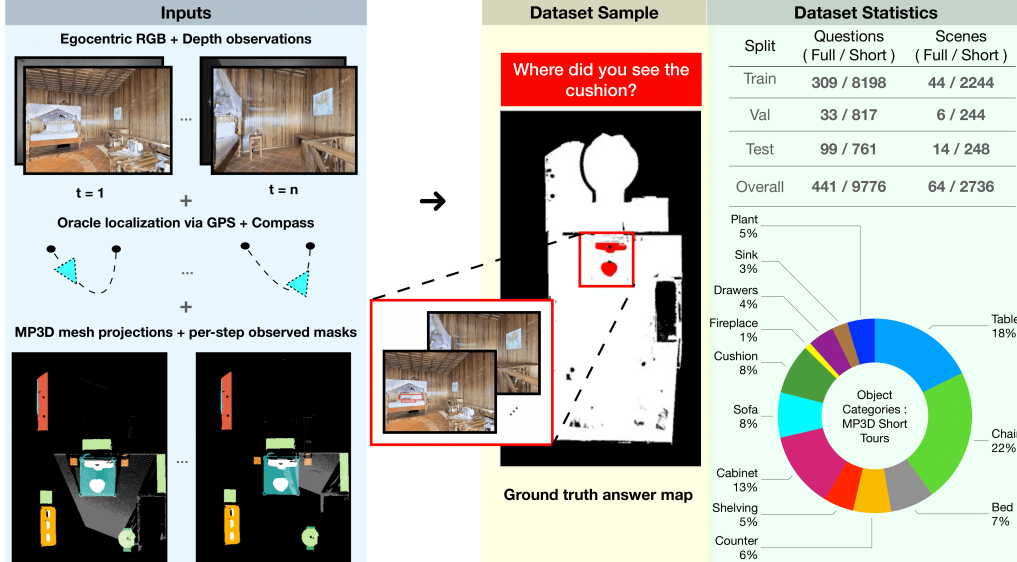 Inputs
Egocentric RGB + Depth observations
...
t = 1
t = n
+
Oracle localization via GPS + Compass
...
+
MP3D mesh projections + per-step observed masks
...
Dataset Sample
Where did you see the
cushion?
...
Ground truth answer map
Dataset Statistics
Split
Questions
( Full / Short )
Scenes
( Full / Short )
Train 309 / 8198 44 / 2244
Val 33 / 817 6 / 244
Test 99 / 761 14 / 248
Overall 441 / 9776 64 / 2736
Plant
5%
Sink
3%
Drawers
4%
Fireplace
1%
Cushion
8%
Sofa
8%
Cabinet
13%
Shelving
5%
Counter
6%
Table
18%
Chair
22%
Bed
7%
Object
Categories :
MP3D Short
Tours